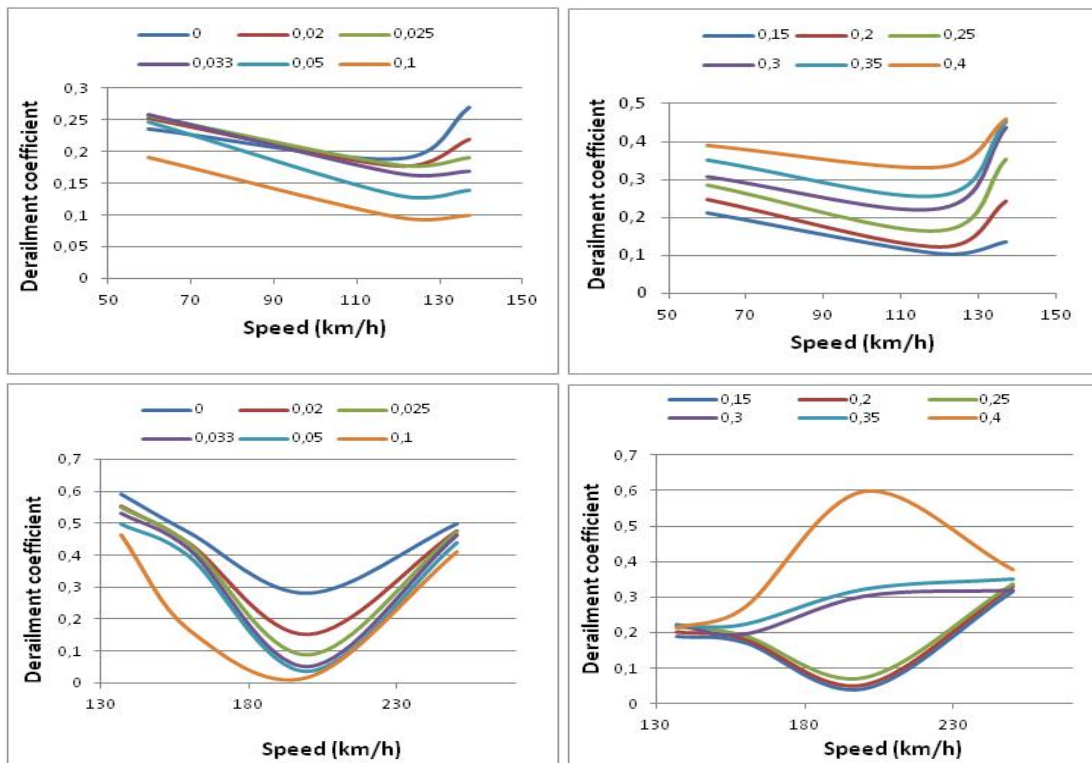 0 0,02 0,025
0,033 0,05 0,1
Derailment coefficient
0,3
0,25
0,2
0,15
0,1
0,05
0
50 70 90 110 130 150
Speed (km/h)
0,15 0,2 0,25
0,3 0,35 0,4
Derailment coefficient
0,5
0,4
0,3
0,2
0,1
0
50 70 90 110 130 150
Speed (km/h)
0 0,02 0,025
0,033 0,05 0,1
Derailment coefficient
0,7
0,6
0,5
0,4
0,3
0,2
0,1
0
130 180 230
Speed (km/h)
0,15 0,2 0,25
0,3 0,35 0,4
Derailment coefficient
0,7
0,6
0,5
0,4
0,3
0,2
0,1
0
130 180 230
Speed (km/h)